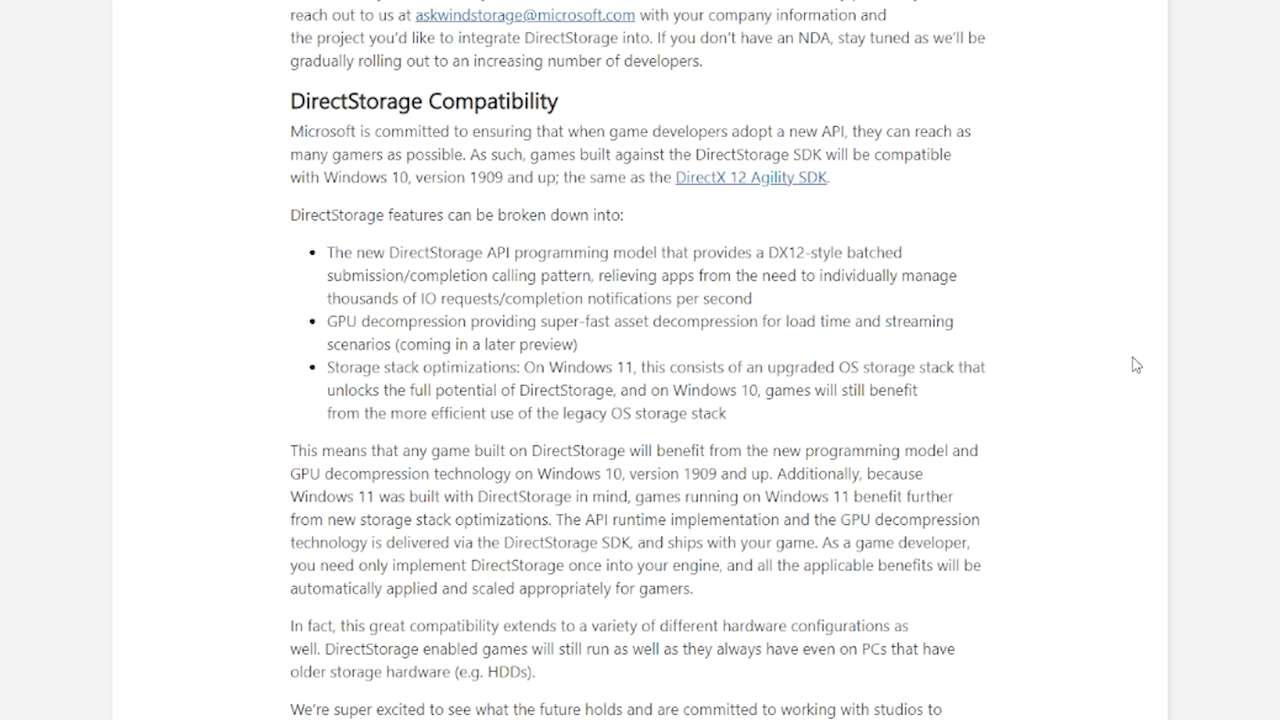 reach out to us at askwindstorage@microsoft.com with your company information and
the project you'd like to integrate DirectStorage into. If you don't have an NDA, stay tuned as we'll be
gradually rolling out to an increasing number of developers.
DirectStorage Compatibility
Microsoft is committed to ensuring that when game developers adopt a new API, they can reach as
many gamers as possible. As such, games built against the DirectStorage SDK will be compatible
with Windows 10, version 1909 and up; the same as the DirectX 12 Agility SDK.
DirectStorage features can be broken down into:
• The new DirectStorage API programming model that provides a DX12-style batched
submission/completion calling pattern, relieving apps from the need to individually manage
thousands of IO requests/completion notifications per second
• GPU decompression providing super-fast asset decompression for load time and streaming
scenarios (coming in a later preview)
• Storage stack optimizations: On Windows 11, this consists of an upgraded OS storage stack that
unlocks the full potential of DirectStorage, and on Windows 10, games will still benefit
from the more efficient use of the legacy OS storage stack
This means that any game built on DirectStorage will benefit from the new programming model and
GPU decompression technology on Windows 10, version 1909 and up. Additionally, because
Windows 11 was built with DirectStorage in mind, games running on Windows 11 benefit further
from new storage stack optimizations. The API runtime implementation and the GPU decompression
technology is delivered via the DirectStorage SDK, and ships with your game. As a game developer,
you need only implement DirectStorage once into your engine, and all the applicable benefits will be
automatically applied and scaled appropriately for gamers.
In fact, this great compatibility extends to a variety of different hardware configurations as
well. DirectStorage enabled games will still run as well as they always have even on PCs that have
older storage hardware (e.g. HDDs).
We're super excited to see what the future holds and are committed to working with studios to